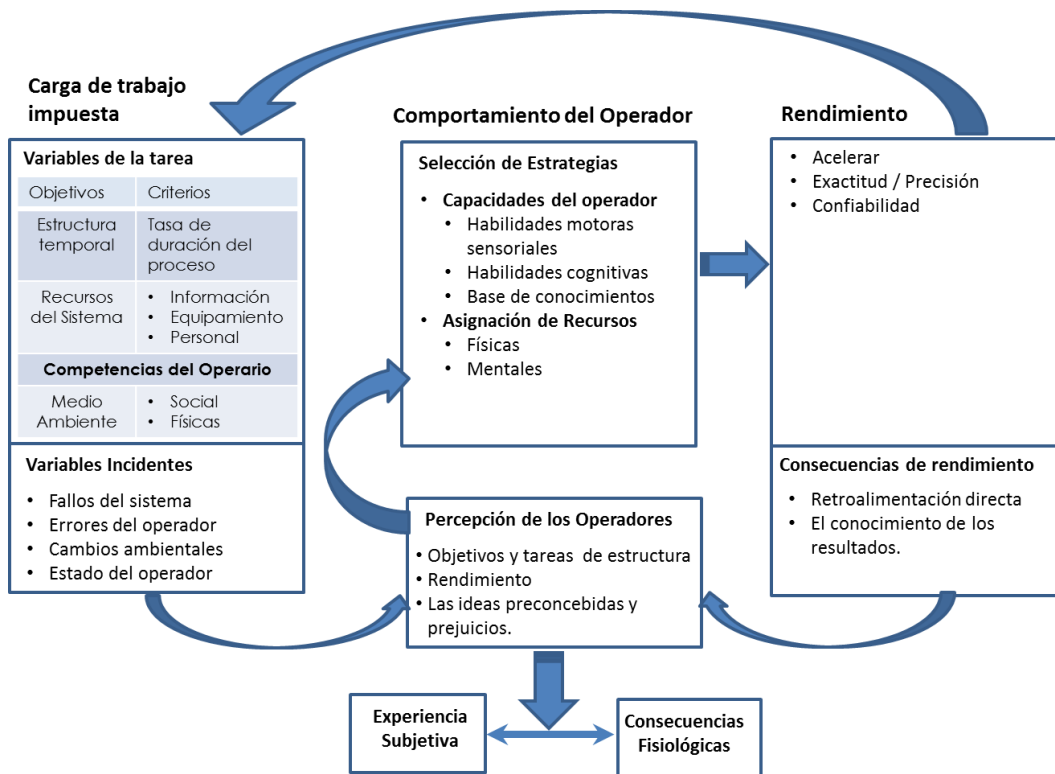 Carga de trabajo
impuesta
Variables de la tarea
Objetivos Criterios
Estructura
temporal
Tasa de
duración del
proceso
Recursos
del Sistema
• Información
• Equipamiento
• Personal
Competencias del Operario
Medio
Ambiente
• Social
• Físicas
Variables Incidentes
• Fallos del sistema
• Errores del operador
• Cambios ambientales
• Estado del operador
Comportamiento del Operador
Selección de Estrategias
• Capacidades del operador
• Habilidades motoras
sensoriales
• Habilidades cognitivas
• Base de conocimientos
• Asignación de Recursos
• Físicas
• Mentales
Percepción de los Operadores
• Objetivos y tareas de estructura
• Rendimiento
• Las ideas preconcebidas y
prejuicios.
Rendimiento
• Acelerar
• Exactitud / Precisión
• Confiabilidad
Consecuencias de rendimiento
• Retroalimentación directa
• El conocimiento de los
resultados.
Experiencia
Subjetiva
Consecuencias
Fisiológicas